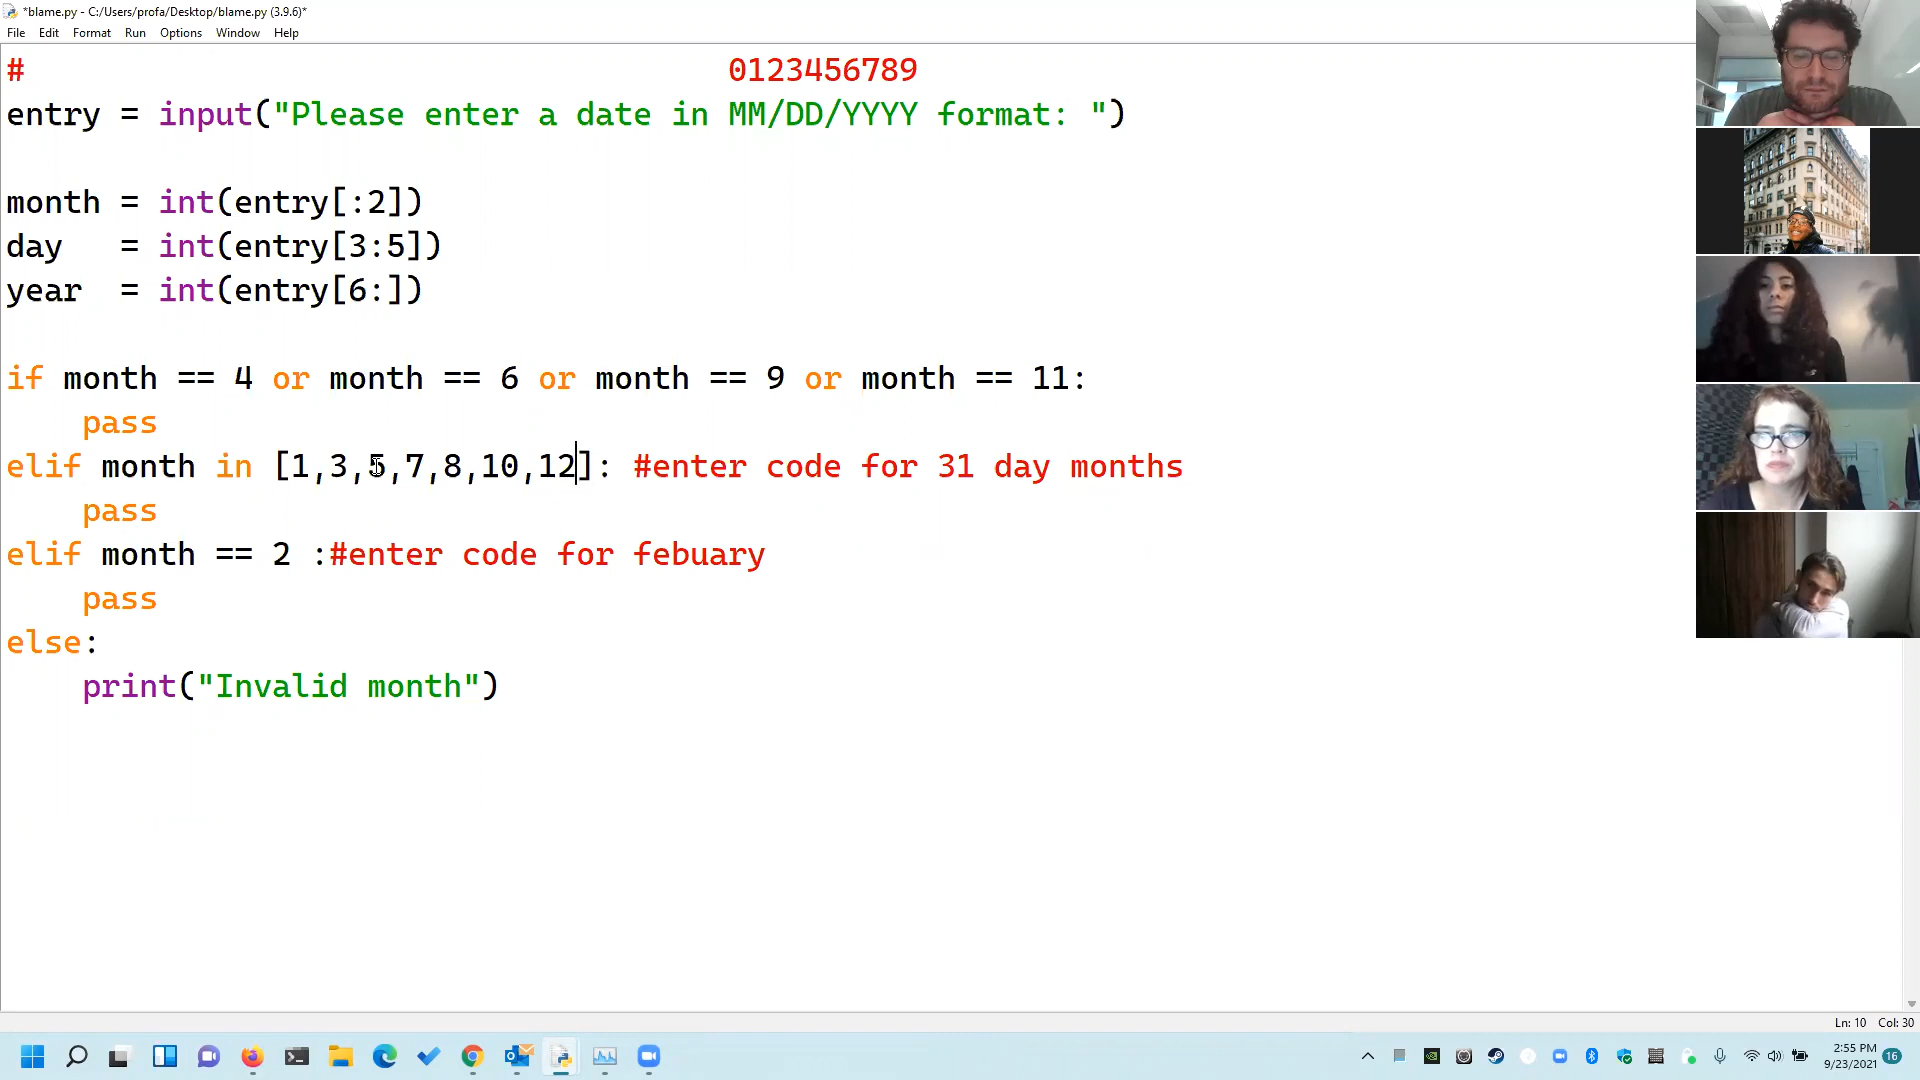 *blame.py - C:/Users/profa/Desktop/blame.py (3.9.6)*
File Edit Format Run Options Window Help
# 0123456789
entry = input("Please enter a date in MM/DD/YYYY format: ")
month = int(entry[:2])
day   = int(entry[3:5])
year  = int(entry[6:])
if month == 4 or month == 6 or month == 9 or month == 11:
    pass
elif month in [1,3,5,7,8,10,12]: #enter code for 31 day months
    pass
elif month == 2 :#enter code for febuary
    pass
else:
    print("Invalid month")
Ln: 10 Col: 30
2:55 PM
9/23/2021
16